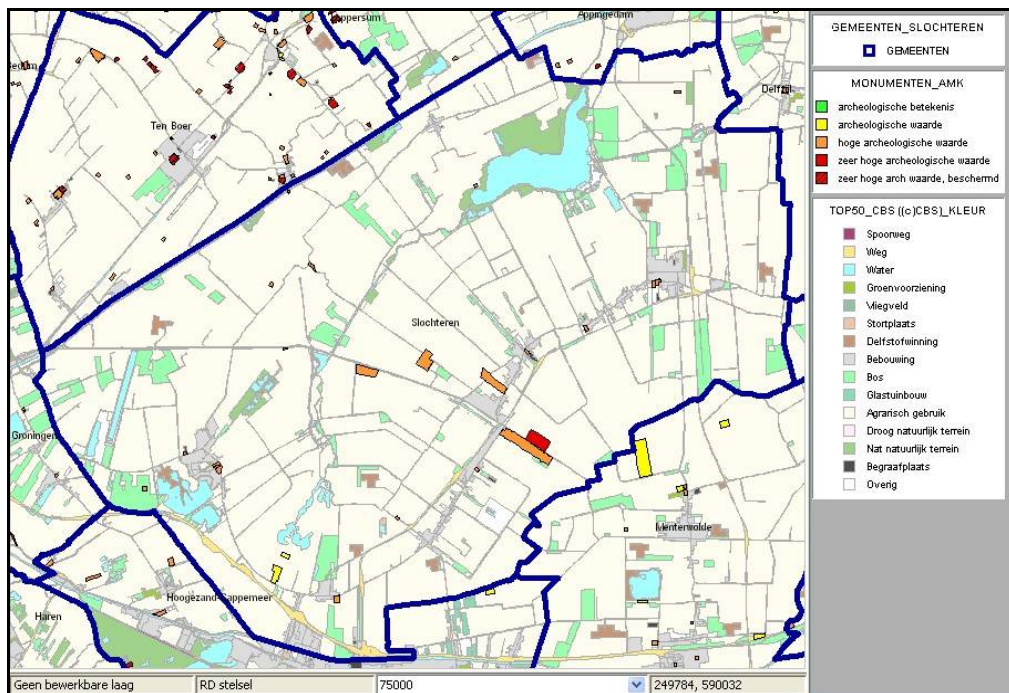 Appingedam
Delfzijl
Ten Boer
Slochteren
Groningen
Menterwolde
Hoogezand-Sappemeer
Haren
GEMEENTEN_SLOCHTEREN
GEMEENTEN
MONUMENTEN_AMK
archeologische betekenis
archeologische waarde
hoge archeologische waarde
zeer hoge archeologische waarde
zeer hoge arch waarde, beschermd
TOP50_CBS ((c)CBS)_KLEUR
Spoorweg
Weg
Water
Groenvoorziening
Vliegveld
Stortplaats
Delfstofwinning
Bebouwing
Bos
Glastuinbouw
Agrarisch gebruik
Droog natuurlijk terrein
Nat natuurlijk terrein
Begraafplaats
Overig
Geen bewerkbare laag
RD stelsel
75000
249784, 590032